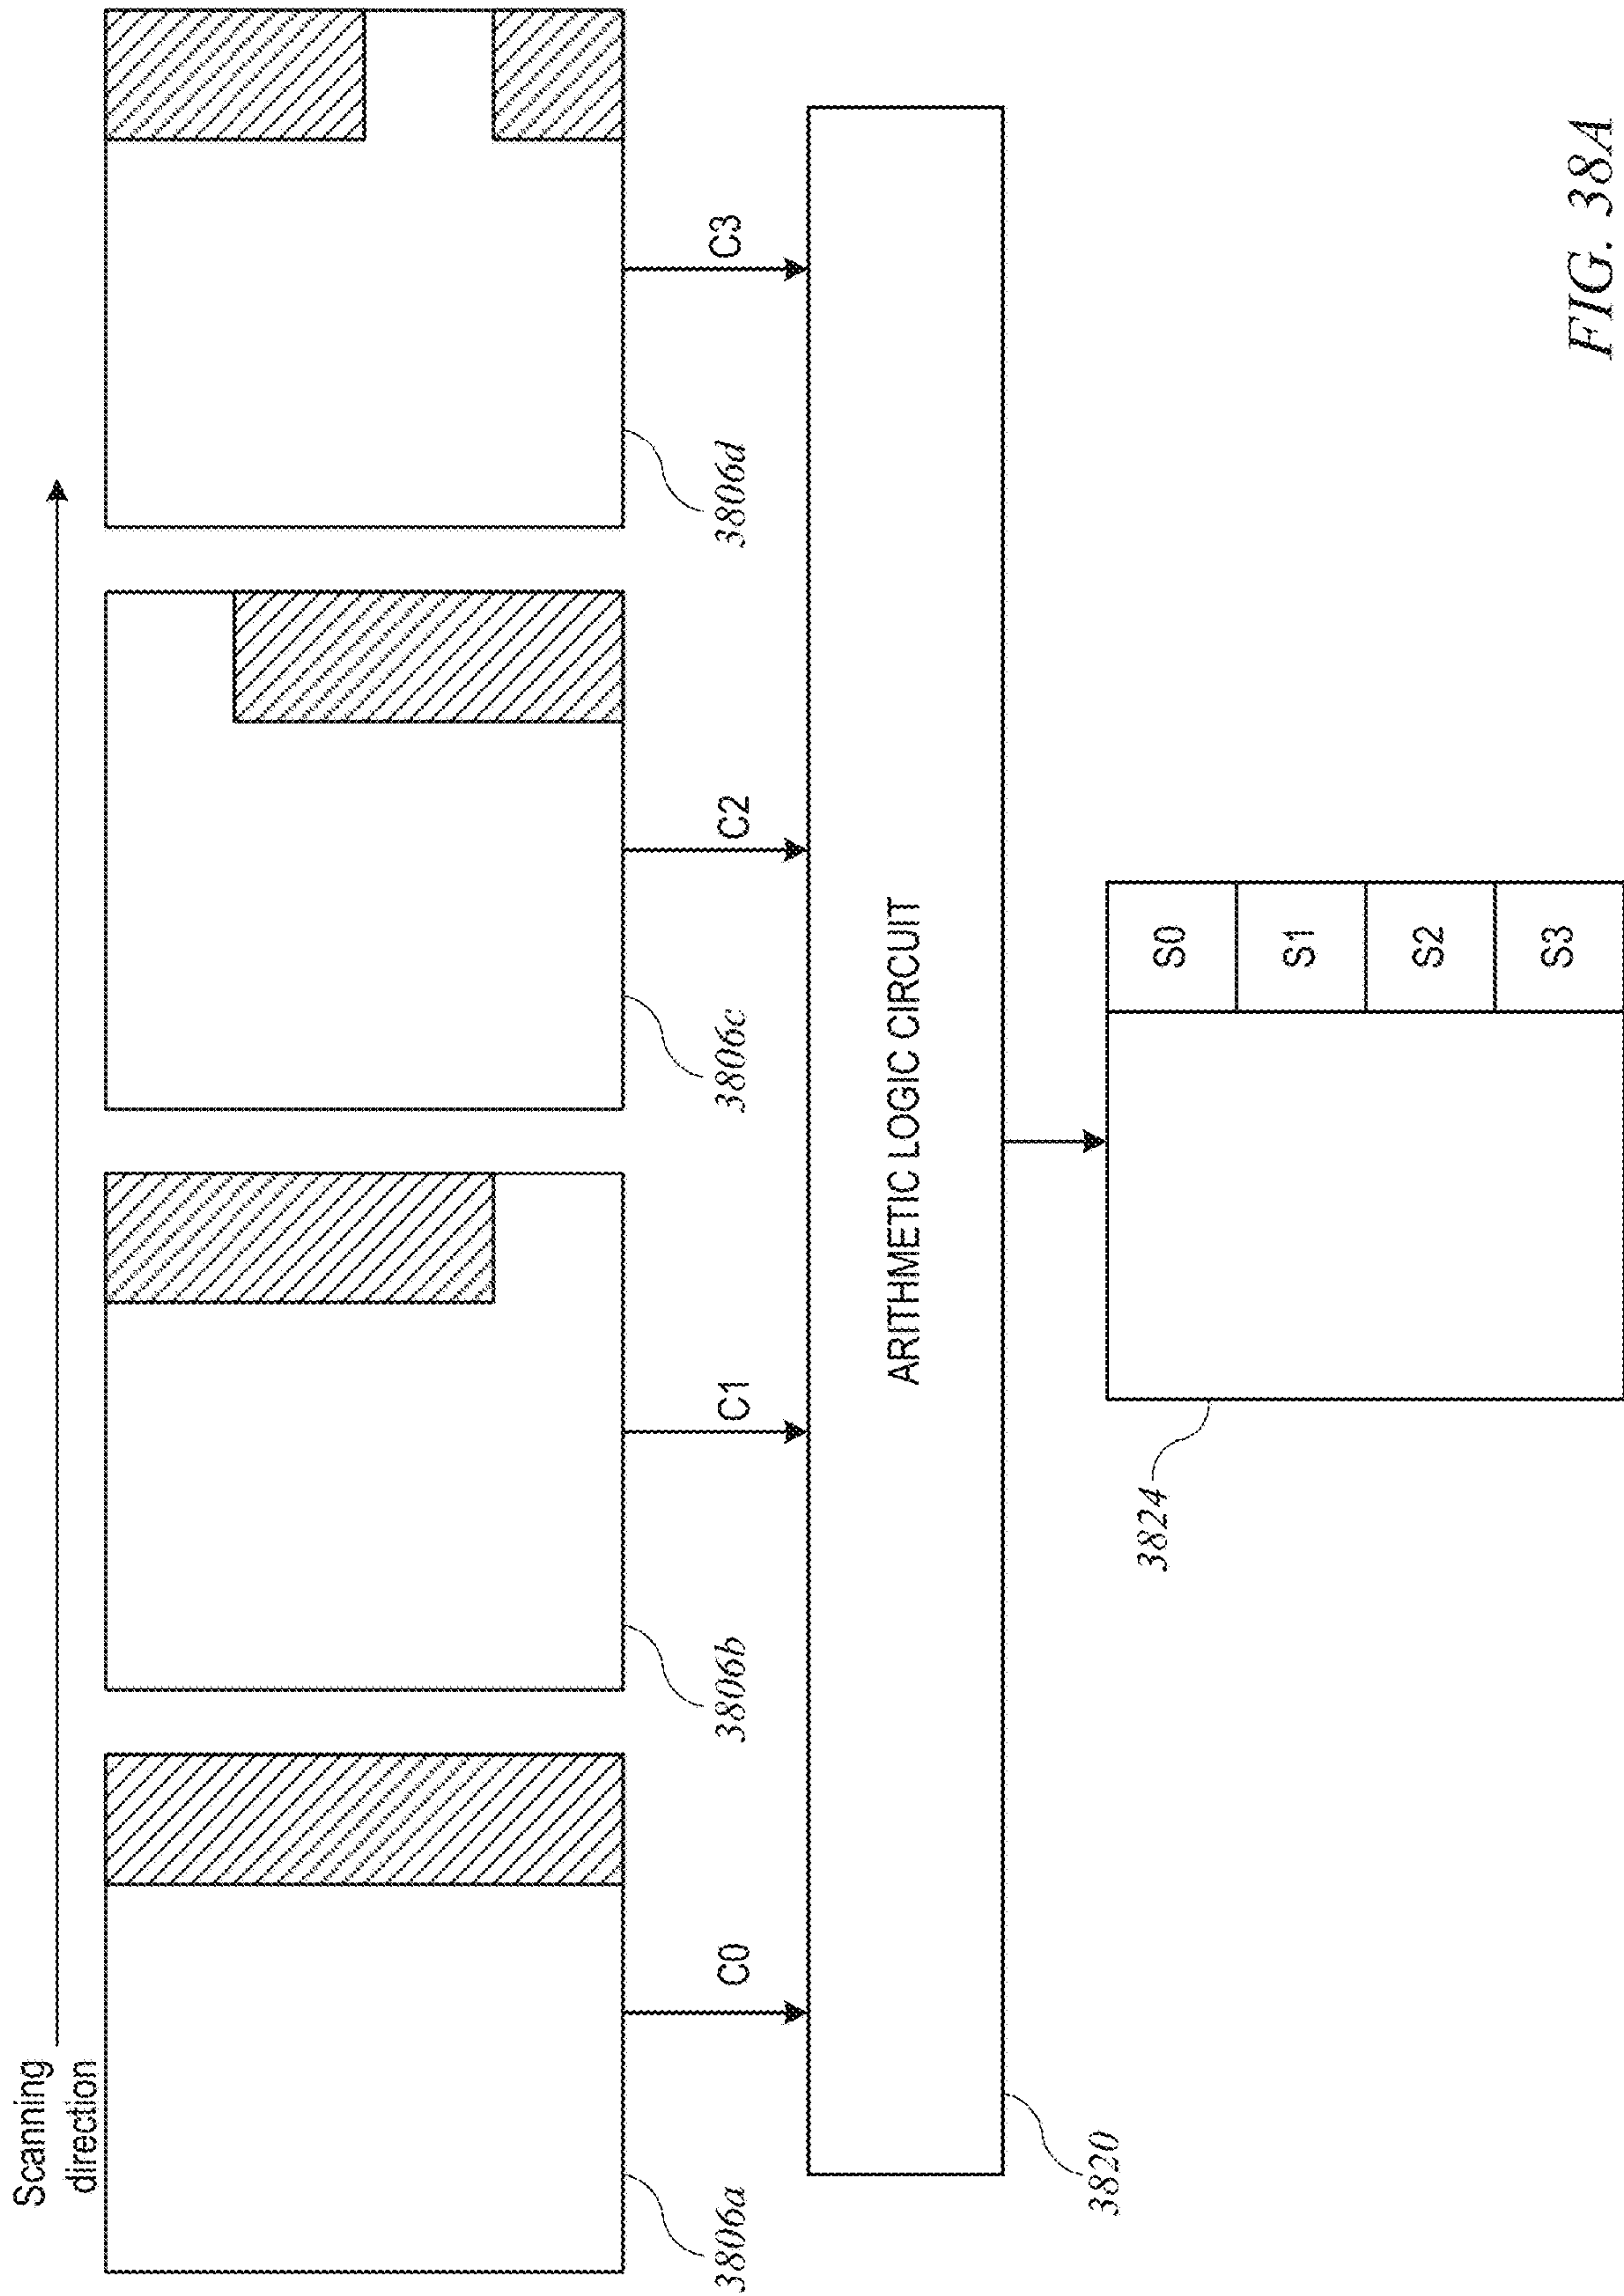 Scanning
direction
3806a
3806b
3806c
3806d
C0
C1
C2
C3
ARITHMETIC LOGIC CIRCUIT
3820
3824
S0
S1
S2
S3
FIG. 38A